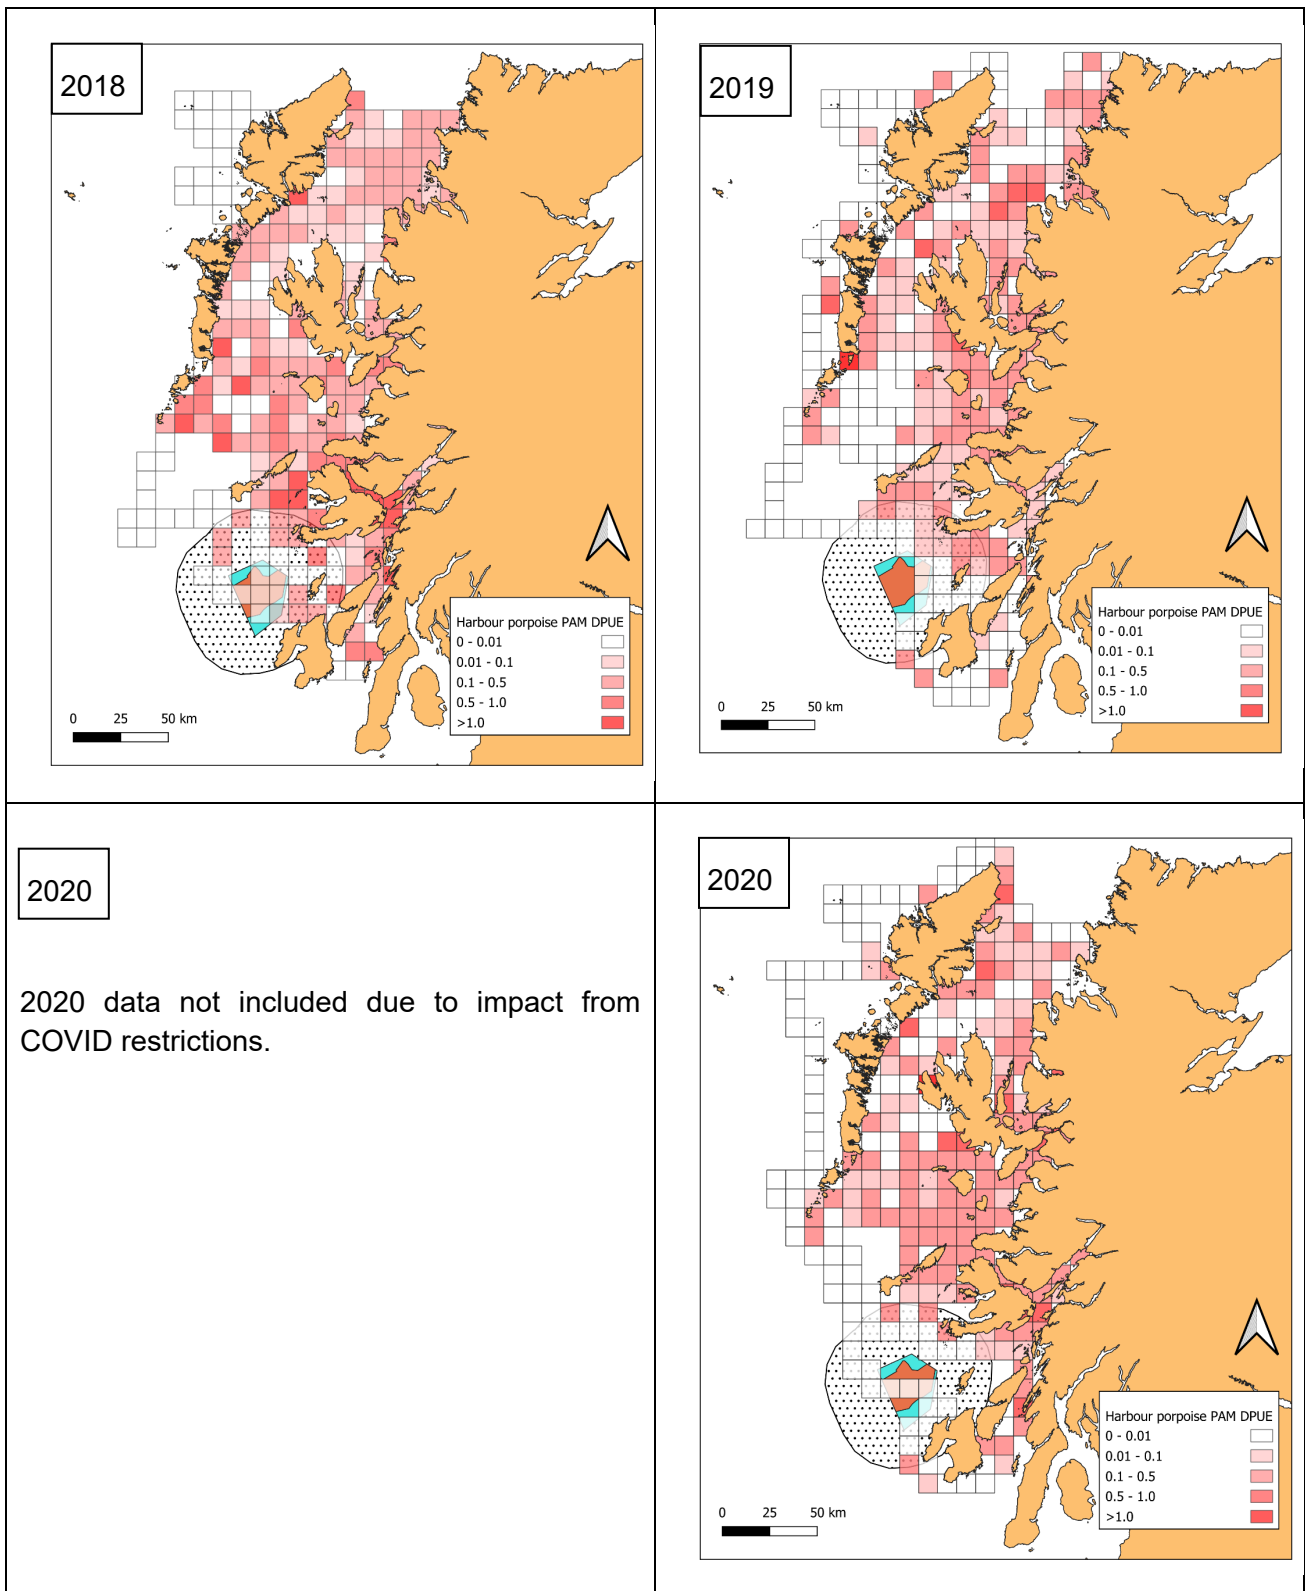 2018
Harbour porpoise PAM DPUE
0 - 0.01
0.01 - 0.1
0.1 - 0.5
0.5 - 1.0
>1.0
0 25 50 km
2019
Harbour porpoise PAM DPUE
0 - 0.01
0.01 - 0.1
0.1 - 0.5
0.5 - 1.0
>1.0
0 25 50 km
2020
2020 data not included due to impact from
COVID restrictions.
2020
Harbour porpoise PAM DPUE
0 - 0.01
0.01 - 0.1
0.1 - 0.5
0.5 - 1.0
>1.0
0 25 50 km